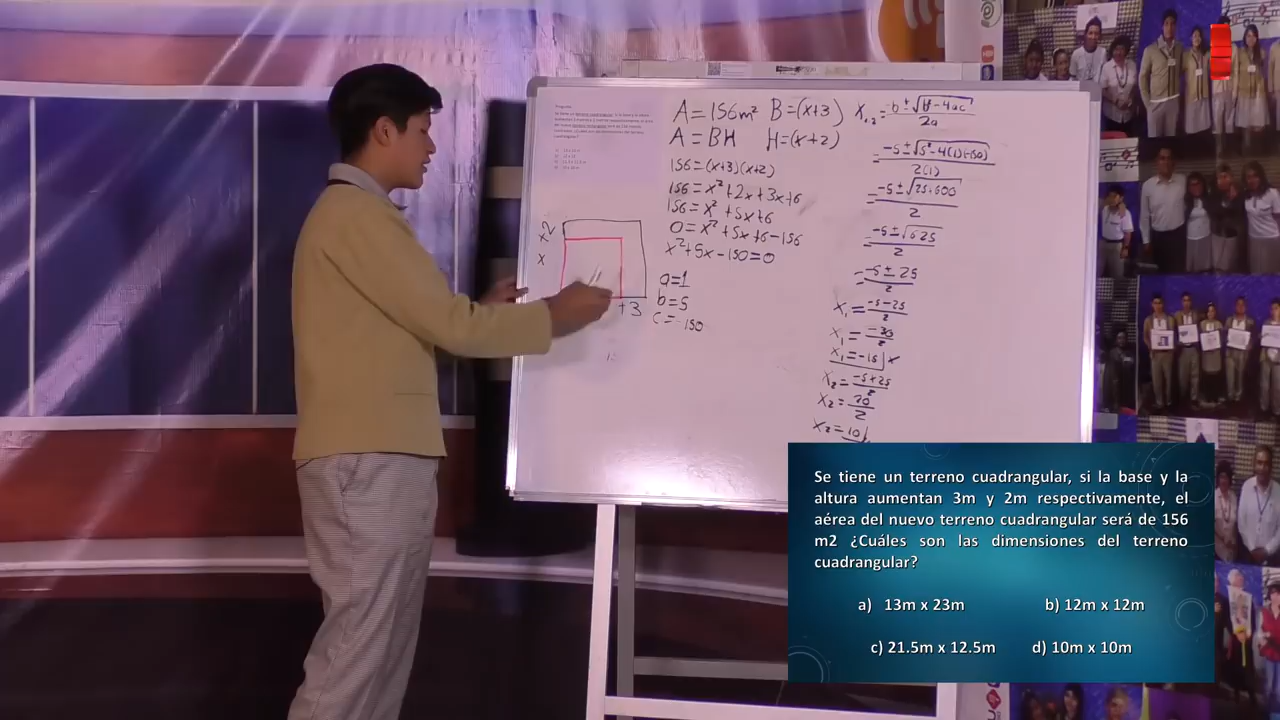 A = 156m² B = (x+3)
A = BH H = (x+2)
156 = (x+3)(x+2)
156 = x² + 2x + 3x + 6
156 = x² + 5x + 6
0 = x² + 5x + 6 - 156
x² + 5x - 150 = 0
a = 1
b = 5
c = -150
2
x
x
+3
X₁,₂ = -b ± √b² - 4ac / 2a
= -5 ± √5² - 4(1)(-150) / 2(1)
= -5 ± √25+600 / 2
= -5 ± √625 / 2
= -5 ± 25 / 2
X₁ = -5-25 / 2
X₁ = -30 / 2
X₁ = -15 x
X₂ = -5+25 / 2
X₂ = 20 / 2
X₂ = 10
Se tiene un terreno cuadrangular, si la base y la
altura aumentan 3m y 2m respectivamente, el
aérea del nuevo terreno cuadrangular será de 156
m2 ¿Cuáles son las dimensiones del terreno
cuadrangular?
a) 13m x 23m b) 12m x 12m
c) 21.5m x 12.5m d) 10m x 10m